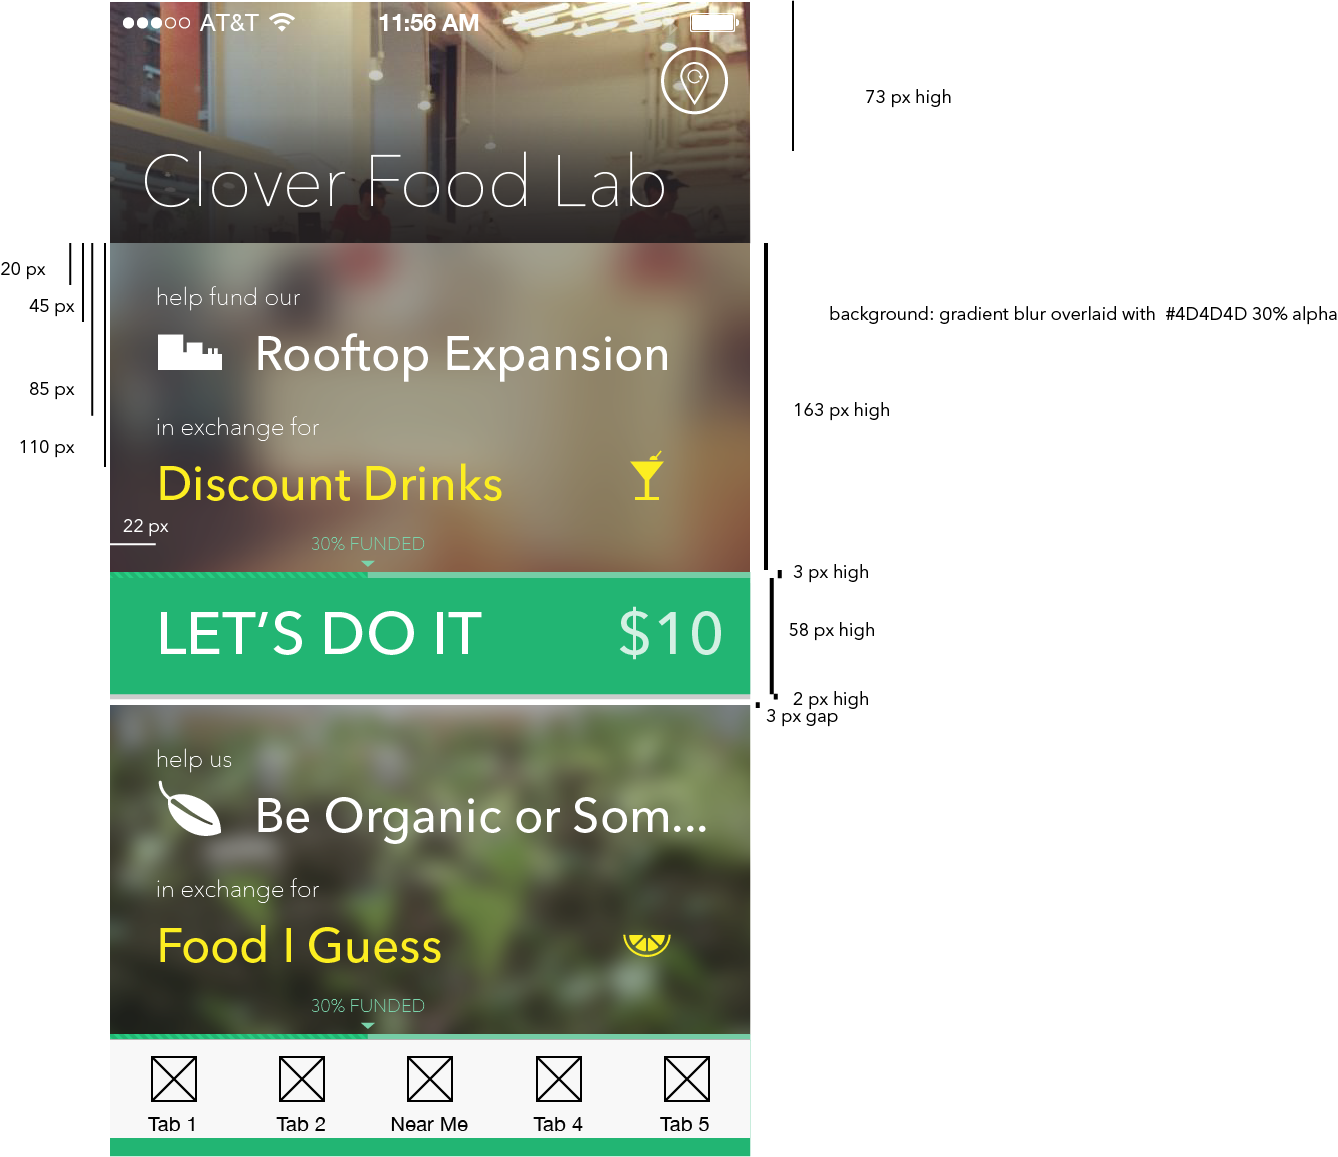 AT&T 11:56 AM
73 px high
Clover Food Lab
20 px
help fund our
45 px
background: gradient blur overlaid with #4D4D4D 30% alpha
Rooftop Expansion
85 px
163 px high
in exchange for
110 px
Discount Drinks
22 px
30% FUNDED
3 px high
LET'S DO IT $10
58 px high
2 px high
3 px gap
help us
Be Organic or Som...
in exchange for
Food I Guess
30% FUNDED
Tab 1 Tab 2 Near Me Tab 4 Tab 5